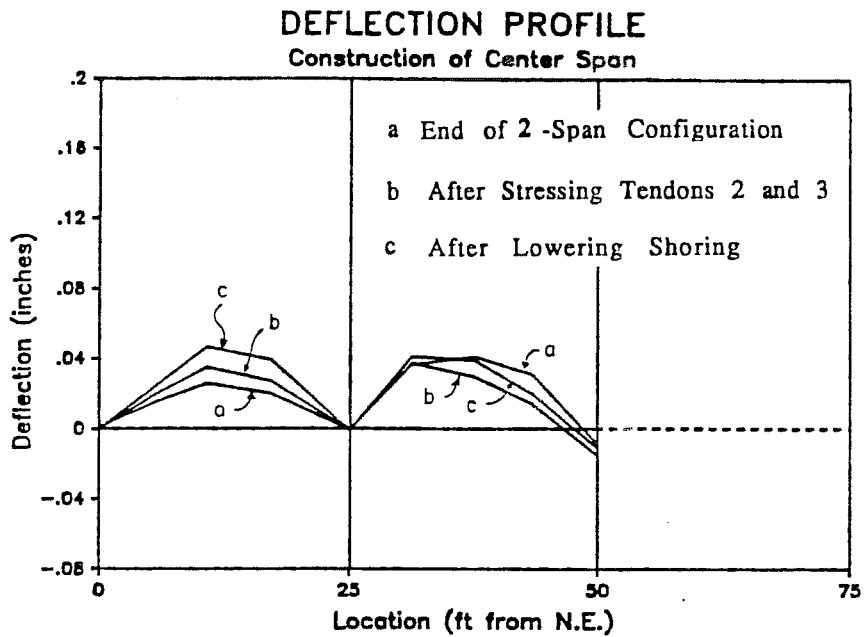 DEFLECTION PROFILE
Construction of Center Span
.2
.16
.12
.08
.04
0
-.04
-.08
Deflection (inches)
a End of 2-Span Configuration
b After Stressing Tendons 2 and 3
c After Lowering Shoring
c
b
a
a
b
c
0
25
50
75
Location (ft from N.E.)